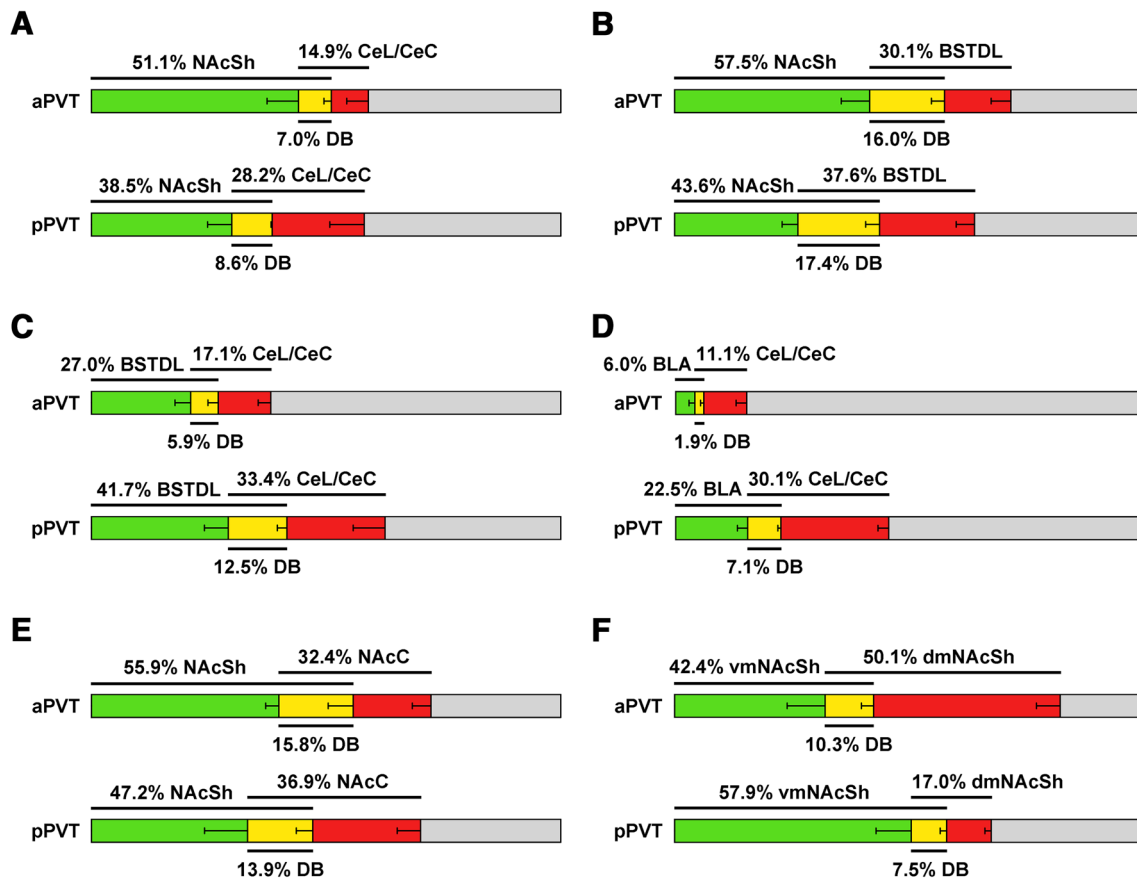 A
14.9% CeL/CeC
51.1% NAcSh
aPVT
7.0% DB
28.2% CeL/CeC
38.5% NAcSh
pPVT
8.6% DB
B
30.1% BSTDL
57.5% NAcSh
aPVT
16.0% DB
37.6% BSTDL
43.6% NAcSh
pPVT
17.4% DB
C
17.1% CeL/CeC
27.0% BSTDL
aPVT
5.9% DB
33.4% CeL/CeC
41.7% BSTDL
pPVT
12.5% DB
D
11.1% CeL/CeC
6.0% BLA
aPVT
1.9% DB
30.1% CeL/CeC
22.5% BLA
pPVT
7.1% DB
E
32.4% NAcC
55.9% NAcSh
aPVT
15.8% DB
36.9% NAcC
47.2% NAcSh
pPVT
13.9% DB
F
50.1% dmNAcSh
42.4% vmNAcSh
aPVT
10.3% DB
17.0% dmNAcSh
57.9% vmNAcSh
pPVT
7.5% DB